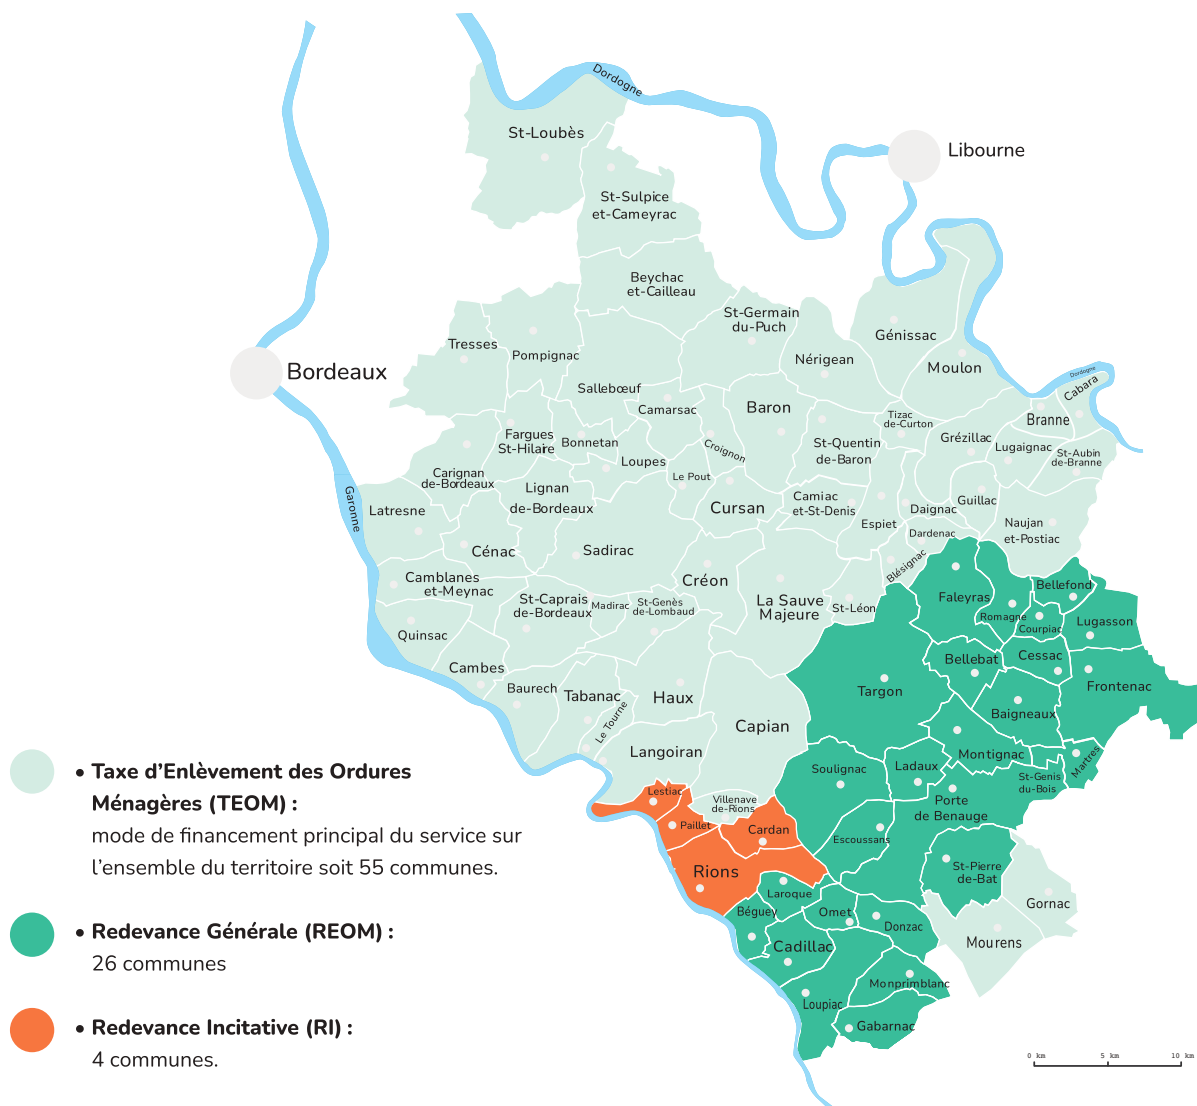 Dordogne
St-Loubès
Libourne
St-Sulpice
et-Cameyrac
Beychac
et-Cailleau
St-Germain
du-Puch
Génissac
Tresses
Pompignac
Nérigean
Moulon
Bordeaux
Dordogne
Cabara
Sallebœuf
Camarsac
Baron
Tizac
de-Curton
Branne
Fargues
St-Hilaire
Bonnetan
Croignon
St-Quentin
de-Baron
Grézillac
Lugaignac
St-Aubin
de-Branne
Loupes
Carignan
de-Bordeaux
Le Pout
Lignan
de-Bordeaux
Garonne
Latresne
Cursan
Camiac
et-St-Denis
Guillac
Daignac
Espiet
Naujan
et-Postiac
Dardenac
Cénac
Sadirac
Blésignac
Camblanes
et-Meynac
Créon
Faleyras
Bellefond
St-Caprais
de-Bordeaux
Madirac
St-Genès
de-Lombaud
La Sauve
Majeure
St-Léon
Romagne
Courpiac
Lugasson
Quinsac
Bellebat
Cessac
Cambes
Baurech
Tabanac
Le Tourne
Haux
Targon
Frontenac
Capian
Baigneaux
Langoiran
Montignac
Martres
Soulignac
Ladaux
St-Genis
du-Bois
Lestiac
Villenave
de-Rions
Porte
de Benauge
Paillet
Cardan
Escoussans
Rions
St-Pierre
de-Bat
Laroque
Gornac
Béguey
Omet
Donzac
Cadillac
Mourens
Monprimblanc
Loupiac
Gabarnac
• Taxe d’Enlèvement des Ordures
Ménagères (TEOM) :
mode de financement principal du service sur
l’ensemble du territoire soit 55 communes.
• Redevance Générale (REOM) :
26 communes
• Redevance Incitative (RI) :
4 communes.
0 km 5 km 10 km